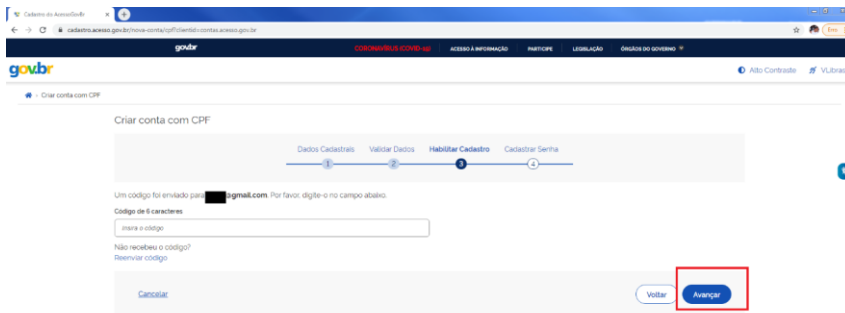 Cadastro do AcessoGovBr
cadastro.acesso.gov.br/nova-conta/cpf?clientid=contas.acesso.gov.br
govbr CORONAVÍRUS (COVID-19) ACESSO À INFORMAÇÃO PARTICIPE LEGISLAÇÃO ÓRGÃOS DO GOVERNO
gov.br
Alto Contraste VLibras
> Criar conta com CPF
Criar conta com CPF
Dados Cadastrais Validar Dados Habilitar Cadastro Cadastrar Senha
1 2 3 4
Um código foi enviado para @gmail.com. Por favor, digite-o no campo abaixo.
Código de 6 caracteres
insira o código
Não recebeu o código?
Reenviar código
Cancelar Voltar Avançar